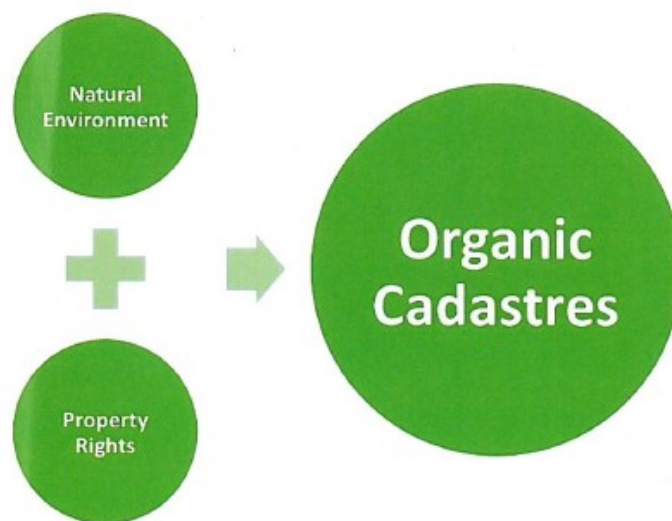 Natural
Environment
Property
Rights
Organic
Cadastres